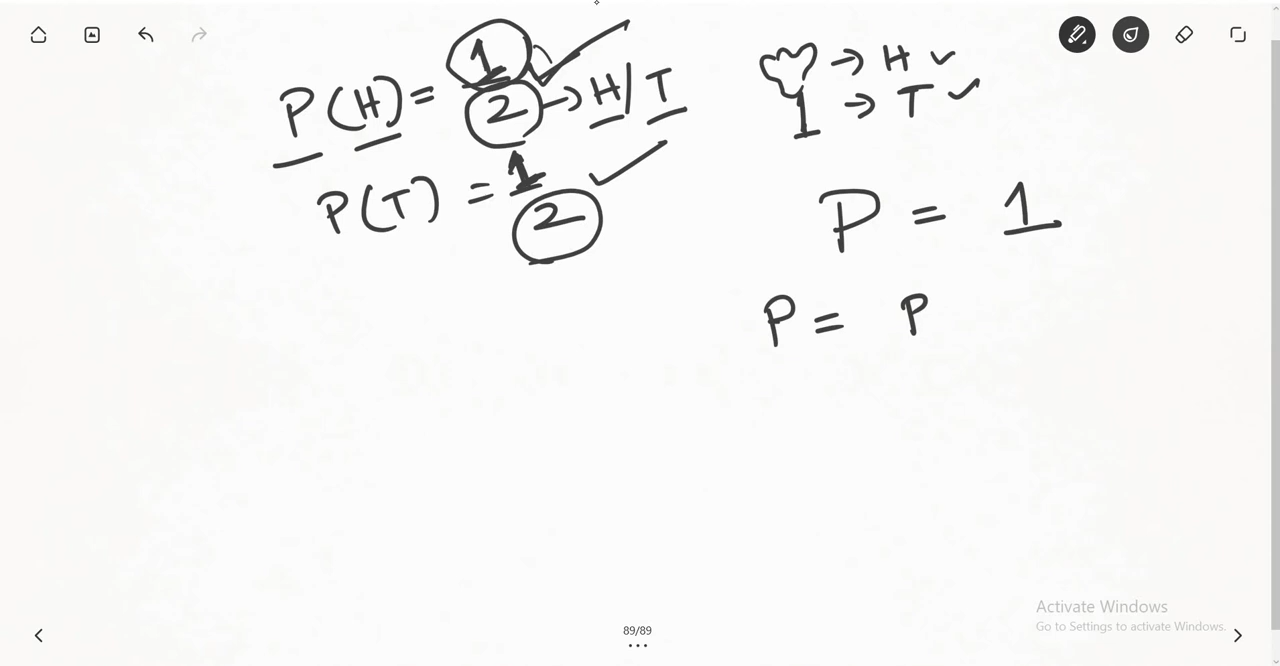 P(H) = 1/2 → H/T
P(T) = 1/2
→ H ✓
→ T ✓
P = 1
P = P
Activate Windows
Go to Settings to activate Windows.
89/89